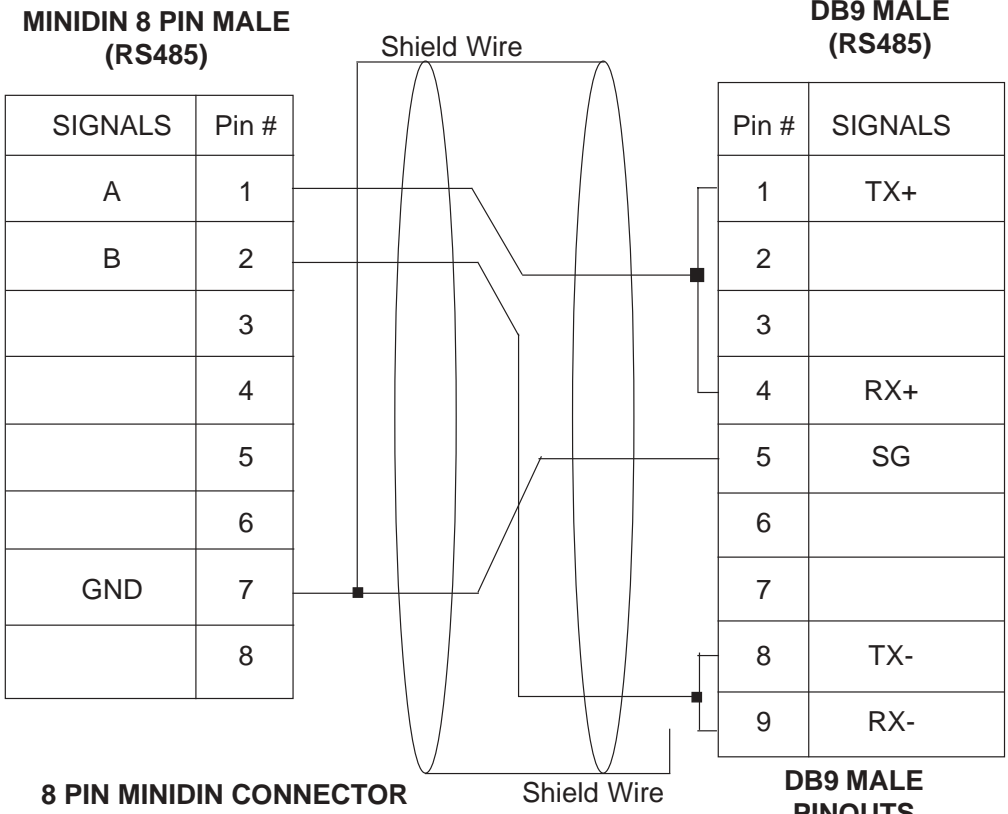 MINIDIN 8 PIN MALE
(RS485)
Shield Wire
DB9 MALE
(RS485)
SIGNALS Pin #
A 1
B 2
3
4
5
6
GND 7
8
Pin # SIGNALS
1 TX+
2
3
4 RX+
5 SG
6
7
8 TX-
9 RX-
8 PIN MINIDIN CONNECTOR
Shield Wire
DB9 MALE
PINOUTS